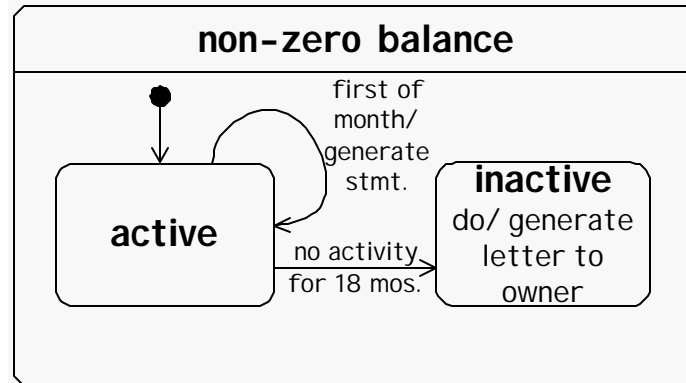 non-zero balance
first of
month/
generate
stmt.
active
inactive
do/ generate
letter to
owner
no activity
for 18 mos.